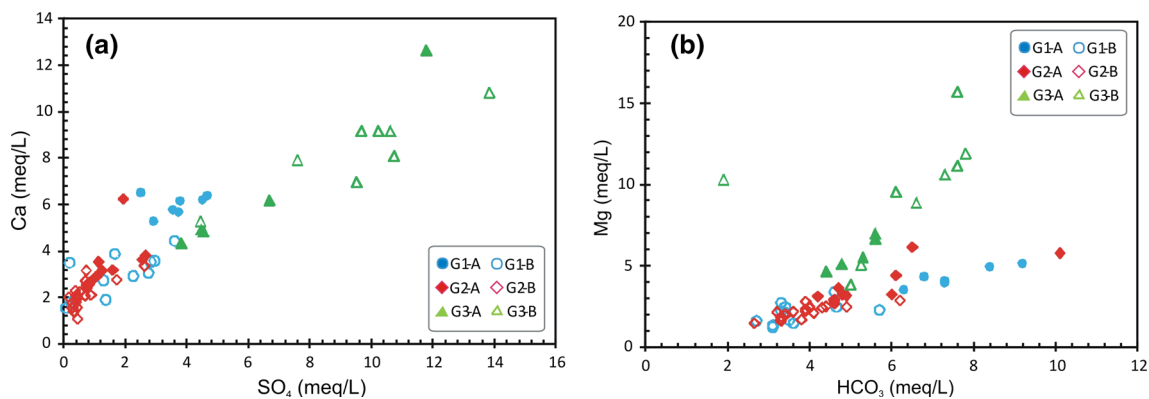 (a)
14
12
10
8
6
4
2
0
Ca (meq/L)
0 2 4 6 8 10 12 14 16
SO₄ (meq/L)
G1-A G1-B
G2-A G2-B
G3-A G3-B
(b)
20
15
10
5
0
Mg (meq/L)
0 2 4 6 8 10 12
HCO₃ (meq/L)
G1-A G1-B
G2-A G2-B
G3-A G3-B